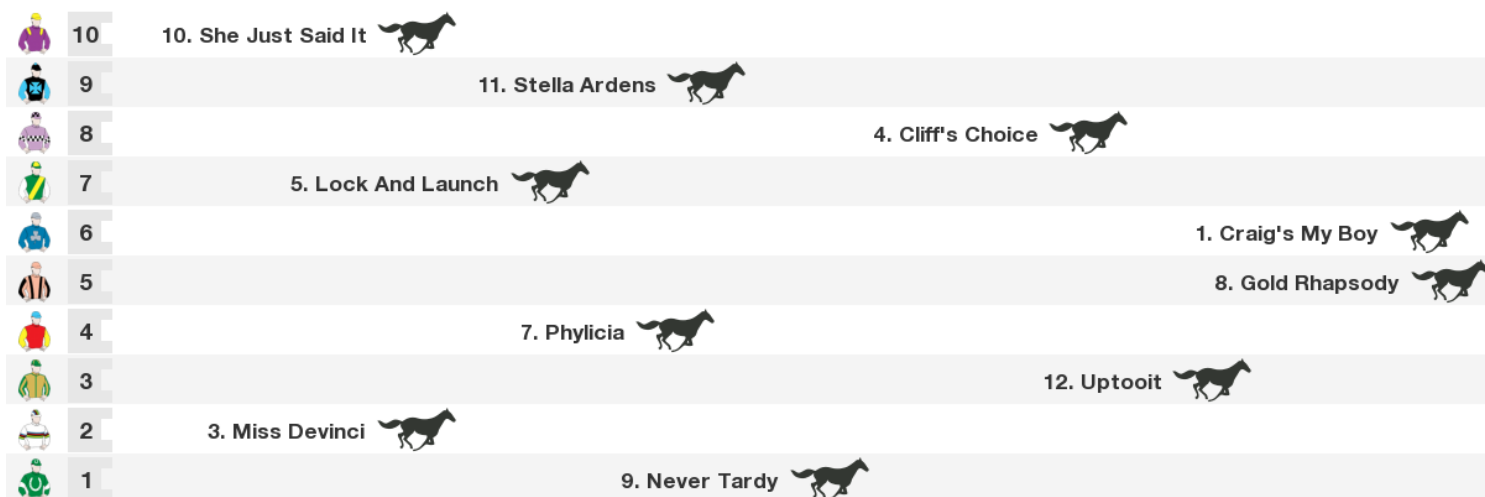 10 10. She Just Said It
9 11. Stella Ardens
8 4. Cliff's Choice
7 5. Lock And Launch
6 1. Craig's My Boy
5 8. Gold Rhapsody
4 7. Phylicia
3 12. Uptooit
2 3. Miss Devinci
1 9. Never Tardy